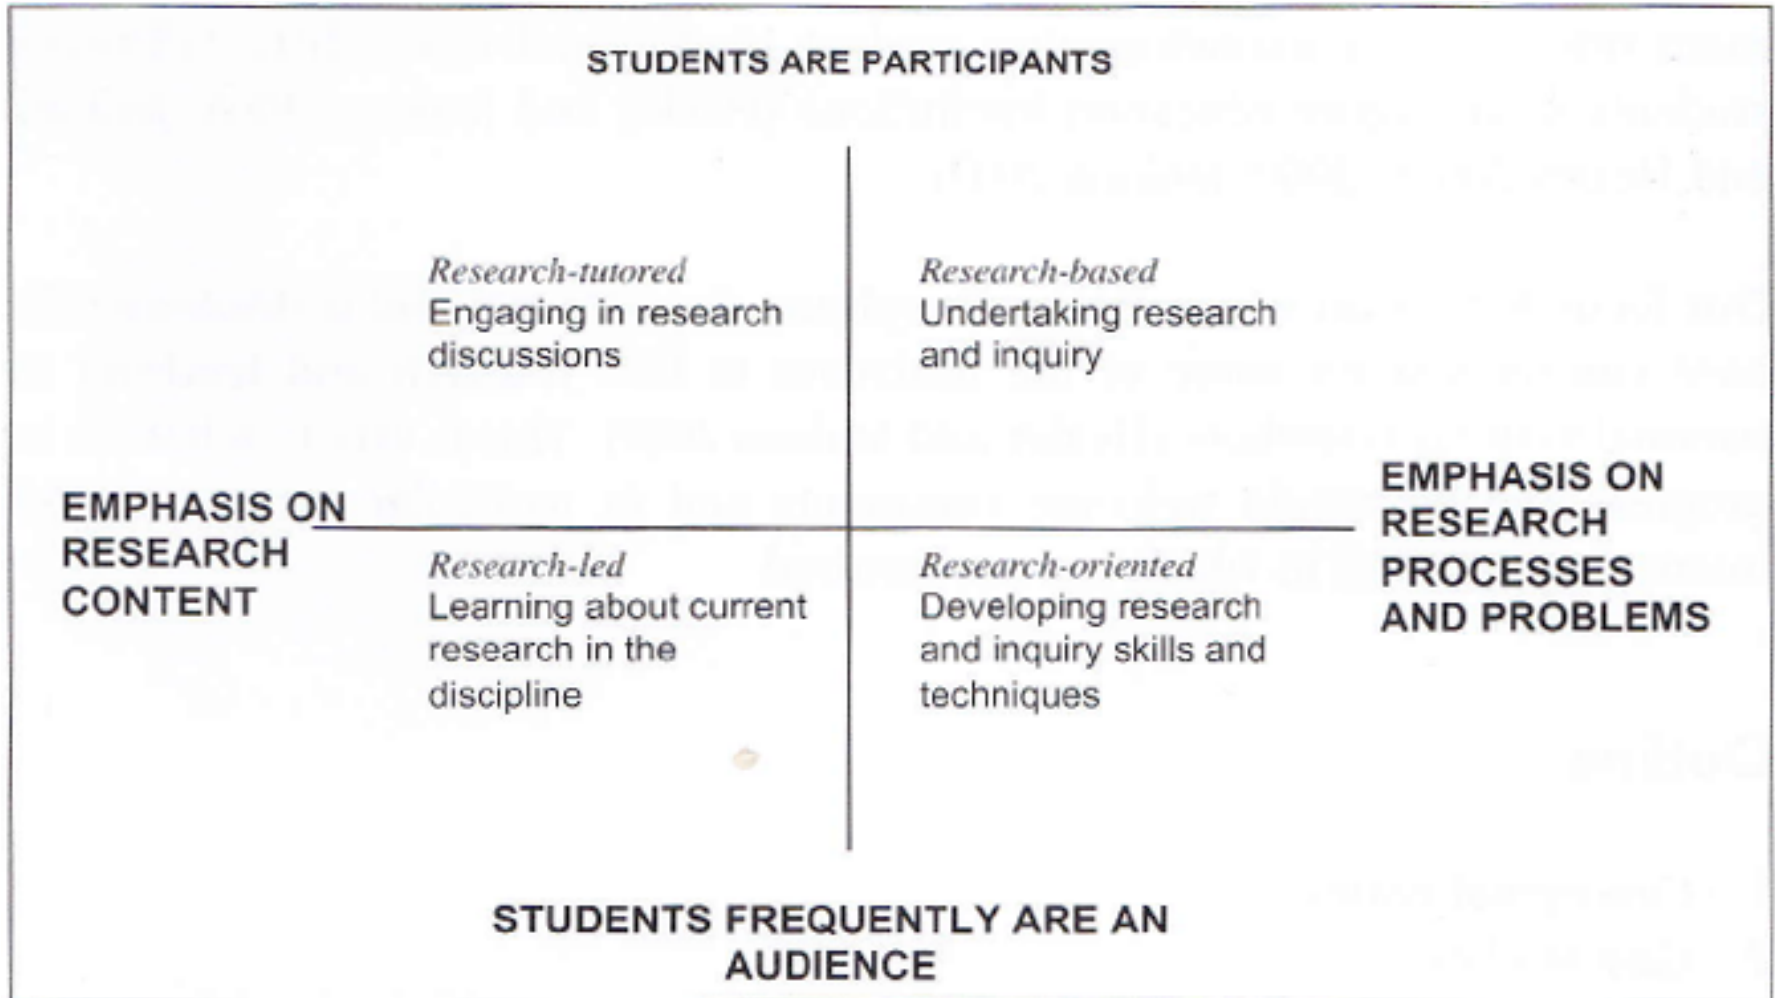 STUDENTS ARE PARTICIPANTS
Research-tutored
Engaging in research
discussions
Research-based
Undertaking research
and inquiry
EMPHASIS ON
RESEARCH
CONTENT
EMPHASIS ON
RESEARCH
PROCESSES
AND PROBLEMS
Research-led
Learning about current
research in the
discipline
Research-oriented
Developing research
and inquiry skills and
techniques
STUDENTS FREQUENTLY ARE AN
AUDIENCE